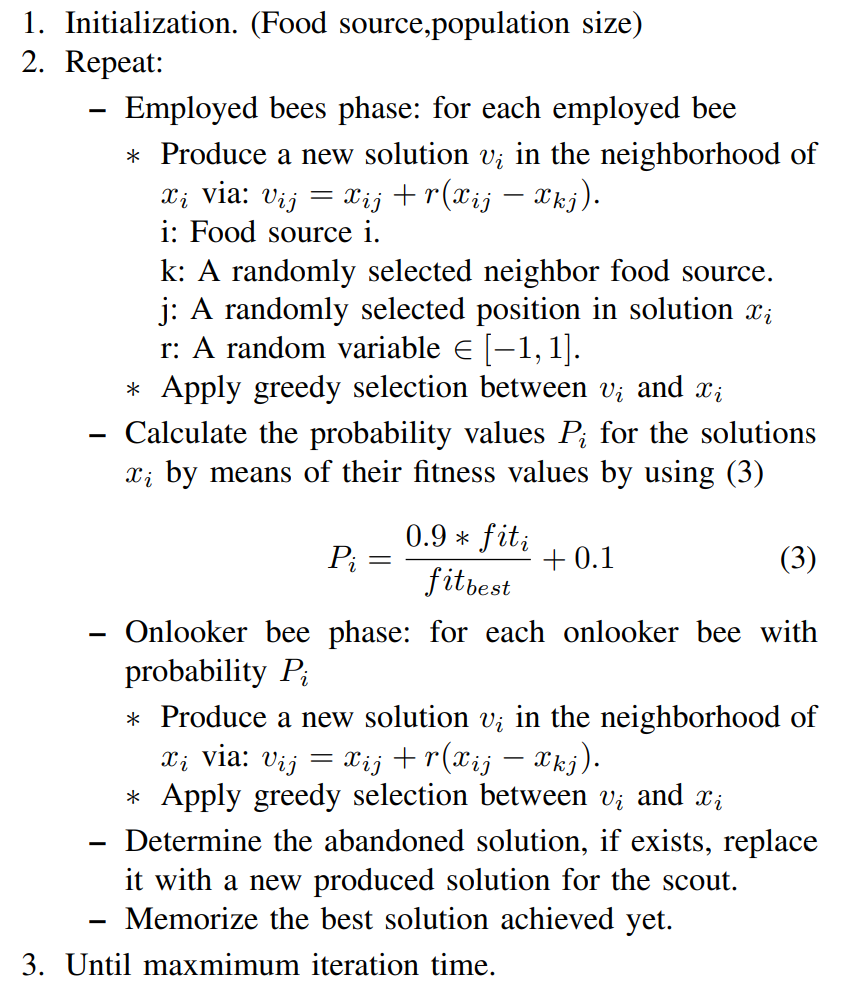 1. Initialization. (Food source,population size)
2. Repeat:
– Employed bees phase: for each employed bee
∗ Produce a new solution v_i in the neighborhood of
x_i via: v_{ij} = x_{ij} + r(x_{ij} − x_{kj}).
i: Food source i.
k: A randomly selected neighbor food source.
j: A randomly selected position in solution x_i
r: A random variable ∈ [−1, 1].
∗ Apply greedy selection between v_i and x_i
– Calculate the probability values P_i for the solutions
x_i by means of their fitness values by using (3)
P_i = \frac{0.9 ∗ fit_i}{fit_{best}} + 0.1 (3)
– Onlooker bee phase: for each onlooker bee with
probability P_i
∗ Produce a new solution v_i in the neighborhood of
x_i via: v_{ij} = x_{ij} + r(x_{ij} − x_{kj}).
∗ Apply greedy selection between v_i and x_i
– Determine the abandoned solution, if exists, replace
it with a new produced solution for the scout.
– Memorize the best solution achieved yet.
3. Until maxmimum iteration time.